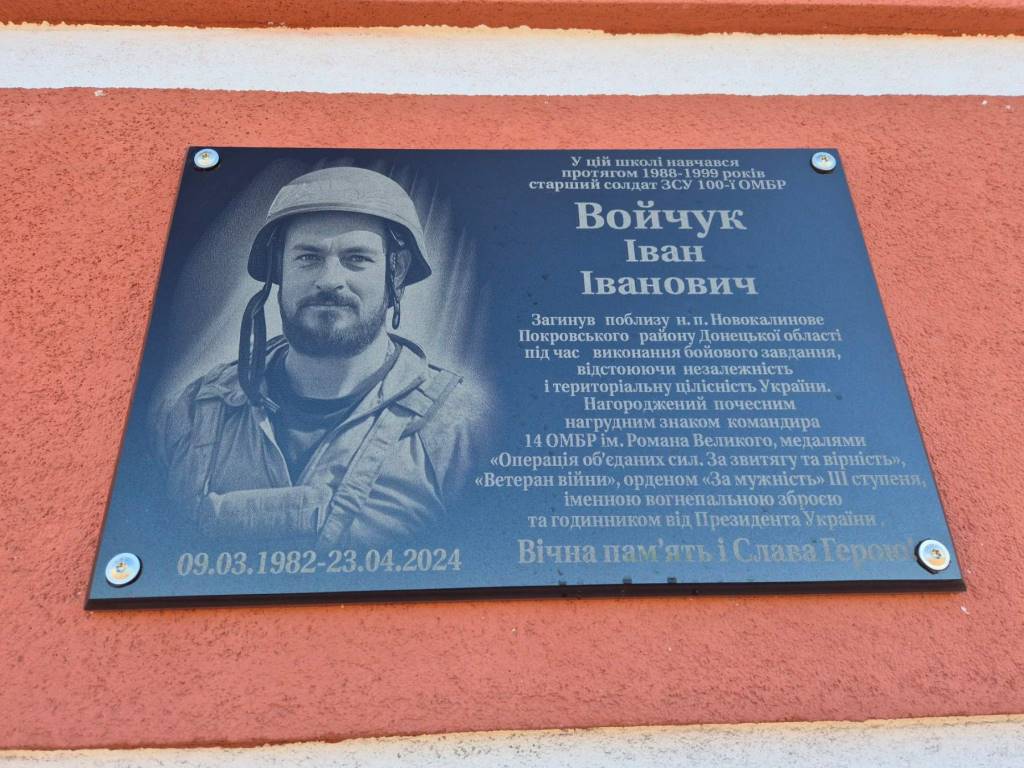 У цій школі навчався
протягом 1988-1999 років
старший солдат ЗСУ 100-ї ОМБР
Войчук
Іван
Іванович
Загинув поблизу н. п. Новокалинове
Покровського району Донецької області
під час виконання бойового завдання,
відстоюючи незалежність
і територіальну цілісність України.
Нагороджений почесним
нагрудним знаком командира
14 ОМБР ім. Романа Великого, медалями
«Операція об'єданих сил. За звитягу та вірність»,
«Ветеран війни», орденом «За мужність» ІІІ ступеня,
іменною вогнепальною зброєю
та годинником від Президента України .
Вічна пам'ять і Слава Герою!
09.03.1982-23.04.2024